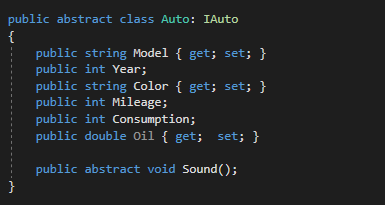 public abstract class Auto: IAuto
{
public string Model { get; set; }
public int Year;
public string Color { get; set; }
public int Mileage;
public int Consumption;
public double Oil { get;  set; }
public abstract void Sound();
}